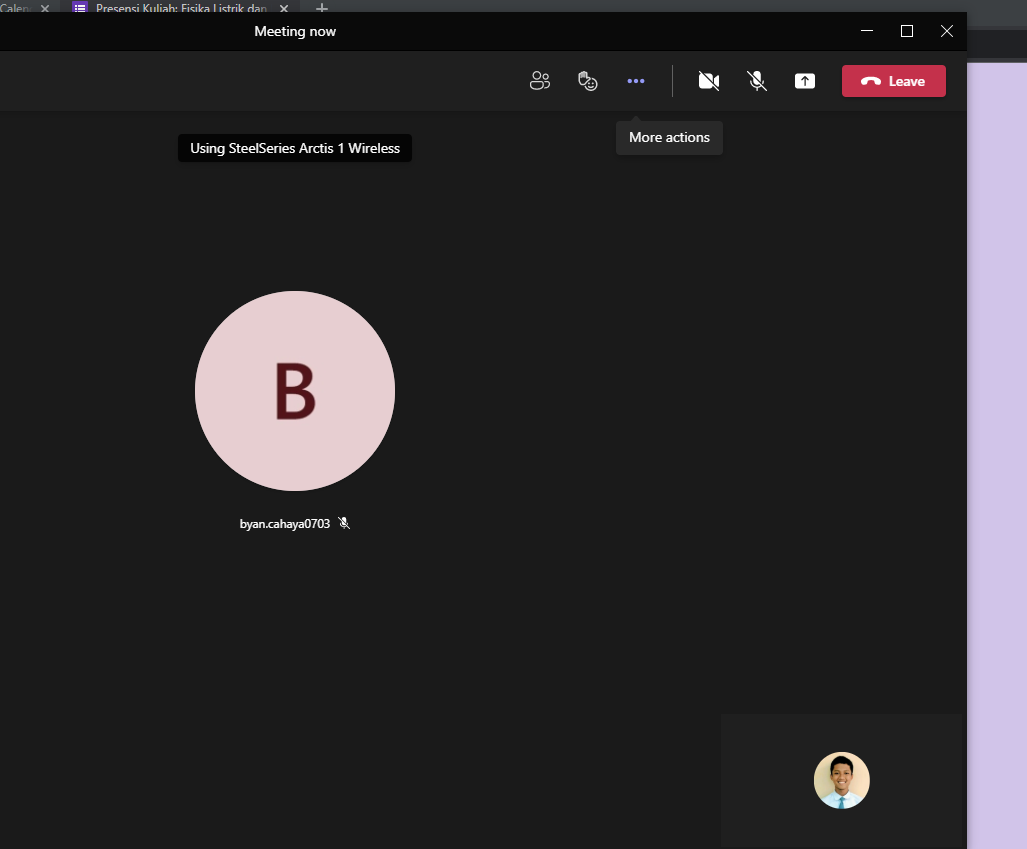 Calen
Presensi Kuliah: Fisika Listrik dan
Meeting now
Leave
More actions
Using SteelSeries Arctis 1 Wireless
B
byan.cahaya0703